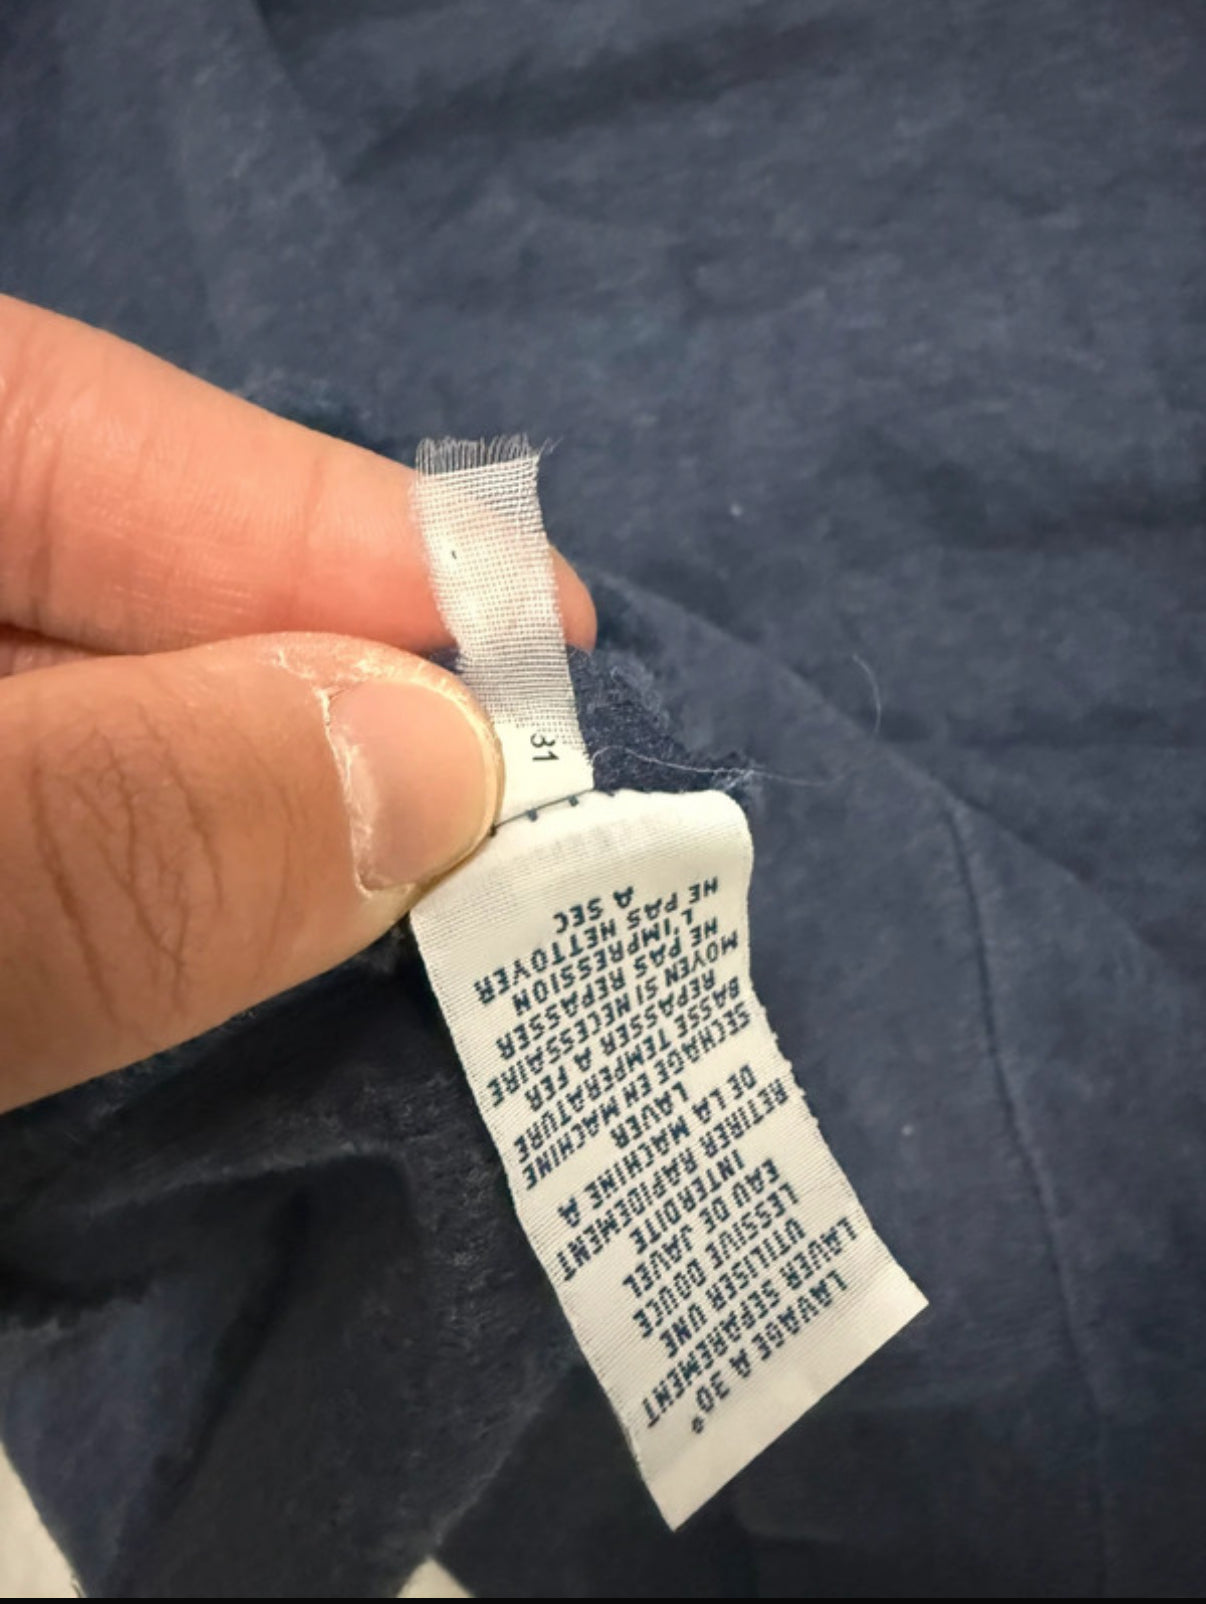 31
LAVAGE A 30°
LAVER SEPAREMENT
UTILISER UNE
LESSIVE DOUCE
EAU DE JAVEL
INTERDITE
RETIRER RAPIDEMENT
DE LA MACHINE A
LAVER
SECHAGE EN MACHINE
BASSE TEMPERATURE
REPASSER A FER
MOYEN SI NECESSAIRE
NE PAS REPASSER
L'IMPRESSION
NE PAS NETTOYER
A SEC